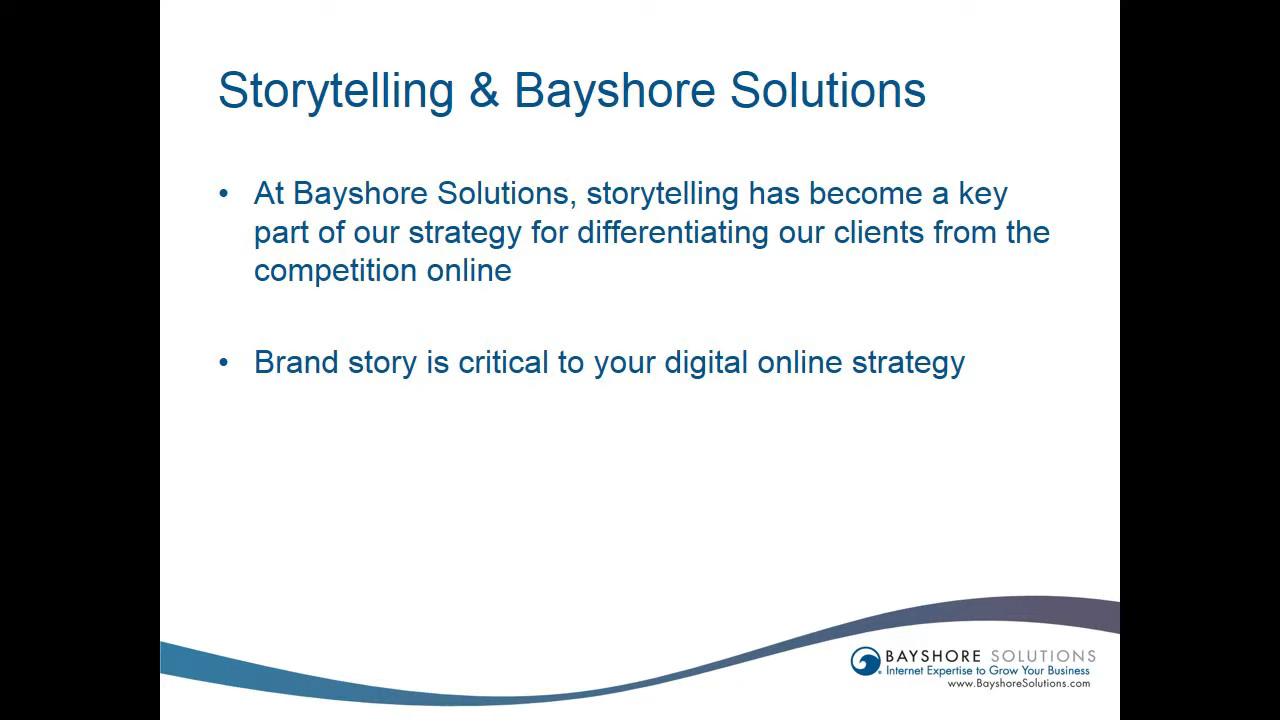 Storytelling & Bayshore Solutions
• At Bayshore Solutions, storytelling has become a key
part of our strategy for differentiating our clients from the
competition online
• Brand story is critical to your digital online strategy
BAYSHORE SOLUTIONS
Internet Expertise to Grow Your Business
www.BayshoreSolutions.com